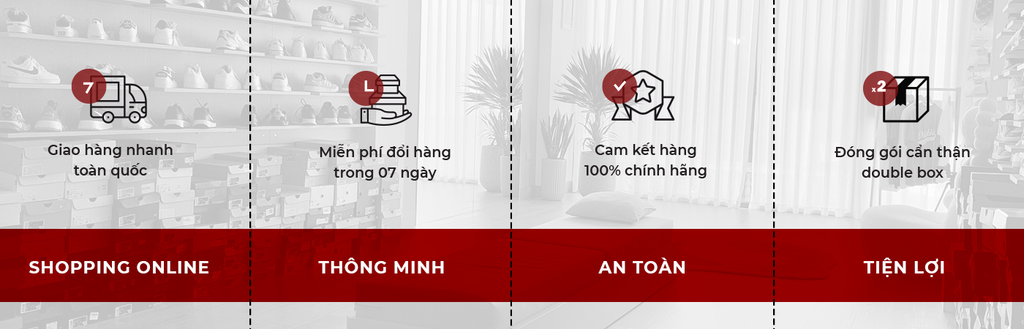 7
Giao hàng nhanh
toàn quốc
L
Miễn phí đổi hàng
trong 07 ngày
Cam kết hàng
100% chính hãng
x2
Đóng gói cẩn thận
double box
SHOPPING ONLINE
THÔNG MINH
AN TOÀN
TIỆN LỢI